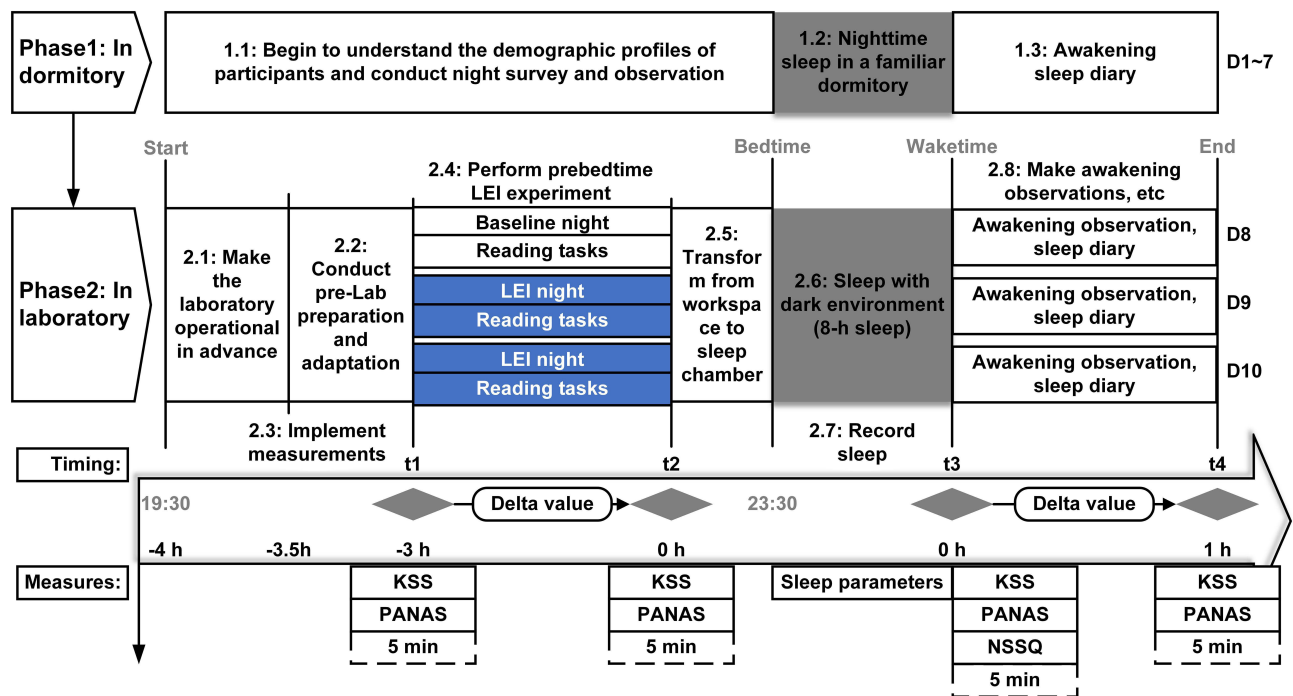 Phase1: In
dormitory
1.1: Begin to understand the demographic profiles of
participants and conduct night survey and observation
1.2: Nighttime
sleep in a familiar
dormitory
1.3: Awakening
sleep diary
D1~7
Start
Bedtime
Waketime
End
2.4: Perform prebedtime
LEI experiment
2.8: Make awakening
observations, etc
Phase2: In
laboratory
2.1: Make
the
laboratory
operational
in advance
2.2:
Conduct
pre-Lab
preparation
and
adaptation
Baseline night
Reading tasks
LEI night
Reading tasks
LEI night
Reading tasks
2.5:
Transfor
m from
workspa
ce to
sleep
chamber
2.6: Sleep with
dark environment
(8-h sleep)
Awakening observation,
sleep diary
D8
Awakening observation,
sleep diary
D9
Awakening observation,
sleep diary
D10
2.3: Implement
measurements
2.7: Record
sleep
Timing:
t1
t2
t3
t4
19:30
Delta value
23:30
Delta value
-4 h
-3.5h
-3 h
0 h
0 h
1 h
Measures:
KSS
PANAS
5 min
KSS
PANAS
5 min
Sleep parameters
KSS
PANAS
NSSQ
5 min
KSS
PANAS
5 min